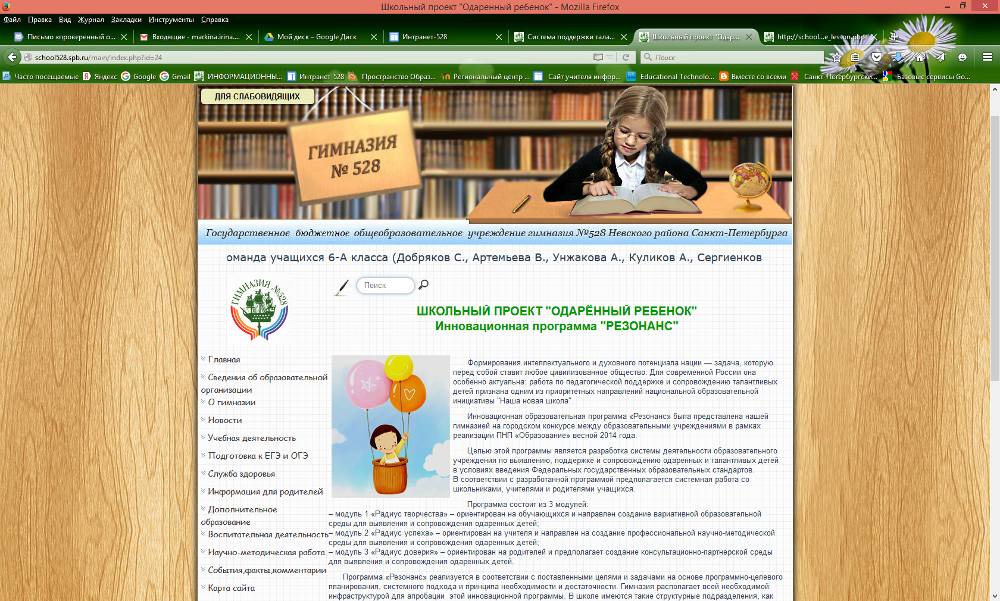 Школьный проект "Одаренный ребенок" - Mozilla Firefox
Файл Правка Вид Журнал Закладки Инструменты Справка
Письмо «проверенный о...
Входящие - markina.irina....
Мой диск – Google Диск
Интранет-528
Система поддержки тала...
Школьный проект "Одар...
http://school...e_lesson.php
school528.spb.ru/main/index.php?id=24
Поиск
Часто посещаемые
Яндекс
Google
Gmail
ИНФОРМАЦИОННЫ...
Интранет-528
Пространство Образ...
Региональный центр ...
Сайт учителя инфор...
Educational Technolo...
Вместе со всеми
Санкт-Петербургски...
Базовые сервисы Go...
ДЛЯ СЛАБОВИДЯЩИХ
ГИМНАЗИЯ
№ 528
Государственное бюджетное общеобразовательное учреждение гимназия №528 Невского района Санкт-Петербурга
оманда учащихся 6-А класса (Добряков С., Артемьева В., Унжакова А., Куликов А., Сергиенков
ГИМНАЗИЯ №528
Поиск
ШКОЛЬНЫЙ ПРОЕКТ "ОДАРЁННЫЙ РЕБЕНОК"
Инновационная программа "РЕЗОНАНС"
Главная
Сведения об образовательной
организации
О гимназии
Новости
Учебная деятельность
Подготовка к ЕГЭ и ОГЭ
Служба здоровья
Информация для родителей
Дополнительное
образование
Воспитательная деятельность
Научно-методическая работа
События,факты,комментарии
Карта сайта
Формирования интеллектуального и духовного потенциала нации — задача, которую
перед собой ставит любое цивилизованное общество. Для современной России она
особенно актуальна: работа по педагогической поддержке и сопровождению талантливых
детей признана одним из приоритетных направлений национальной образовательной
инициативы "Наша новая школа".
Инновационная образовательная программа «Резонанс» была представлена нашей
гимназией на городском конкурсе между образовательными учреждениями в рамках
реализации ПНП «Образование» весной 2014 года.
Целью этой программы является разработка системы деятельности образовательного
учреждения по выявлению, поддержке и сопровождению одаренных и талантливых детей
в условиях введения Федеральных государственных образовательных стандартов.
В соответствии с разработанной программой предполагается системная работа со
школьниками, учителями и родителями учащихся.
Программа состоит из 3 модулей:
– модуль 1 «Радиус творчества» – ориентирован на обучающихся и направлен создание вариативной образовательной
среды для выявления и сопровождения одаренных детей;
– модуль 2 «Радиус успеха» – ориентирован на учителя и направлен на создание профессиональной научно-методической
среды для выявления и сопровождения одаренных детей;
– модуль 3 «Радиус доверия» – ориентирован на родителей и предполагает создание консультационно-партнерской среды
для выявления и сопровождения одаренных детей.
Программа «Резонанс» реализуется в соответствии с поставленными целями и задачами на основе программно-целевого
планирования, системного подхода и принципа необходимости и достаточности. Гимназия располагает всей необходимой
инфраструктурой для апробации этой инновационной программы. В школе имеются такие структурные подразделения, как